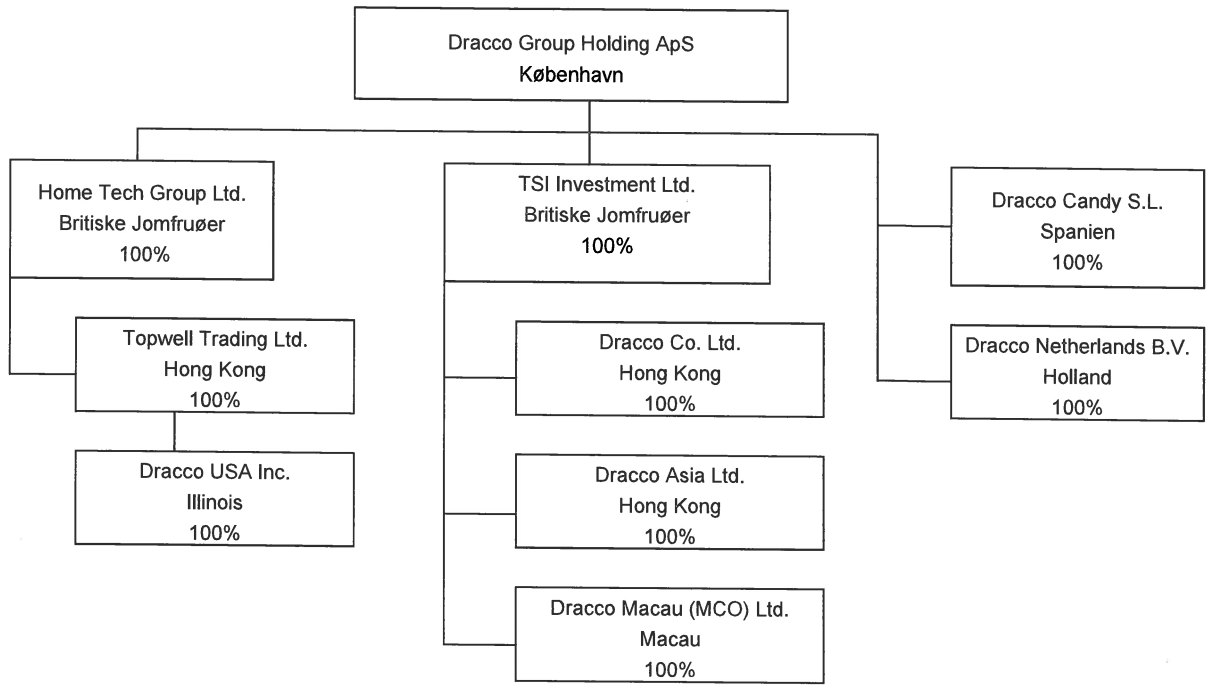 Dracco Group Holding ApS
København
Home Tech Group Ltd.
Britiske Jomfruøer
100%
TSI Investment Ltd.
Britiske Jomfruøer
100%
Dracco Candy S.L.
Spanien
100%
Topwell Trading Ltd.
Hong Kong
100%
Dracco Co. Ltd.
Hong Kong
100%
Dracco Netherlands B.V.
Holland
100%
Dracco USA Inc.
Illinois
100%
Dracco Asia Ltd.
Hong Kong
100%
Dracco Macau (MCO) Ltd.
Macau
100%